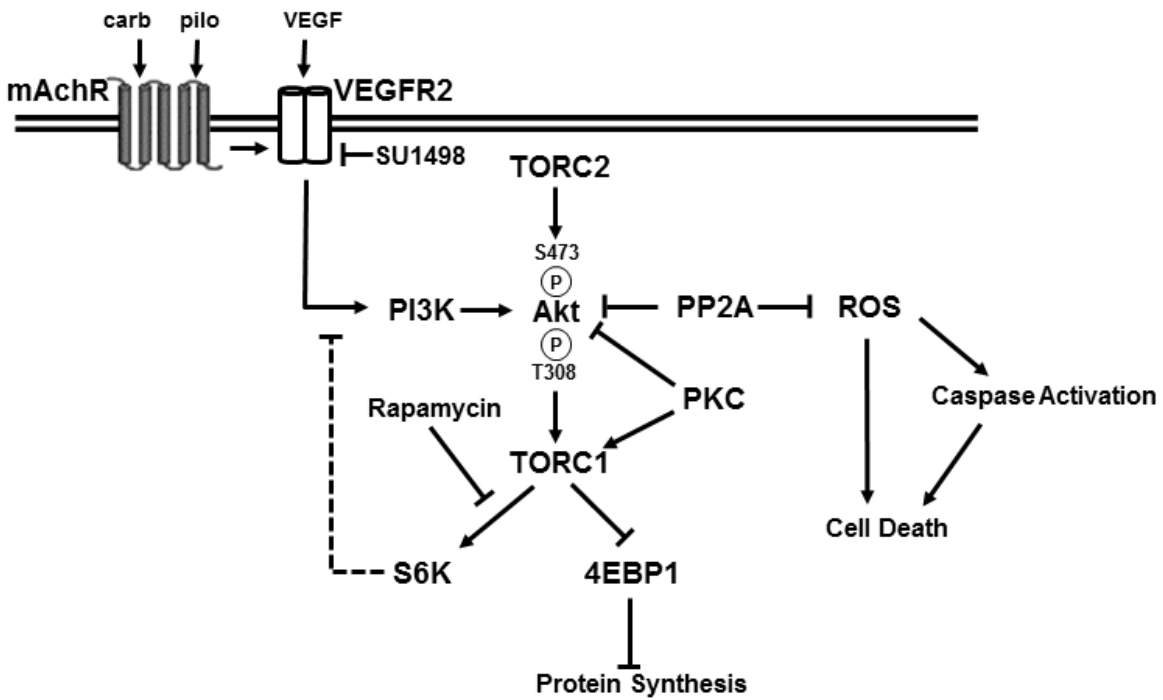 carb pilo VEGF
mAchR VEGFR2
SU1498
TORC2
S473
P
PI3K Akt PP2A ROS
P
T308
Rapamycin PKC Caspase Activation
TORC1
Cell Death
S6K 4EBP1
Protein Synthesis